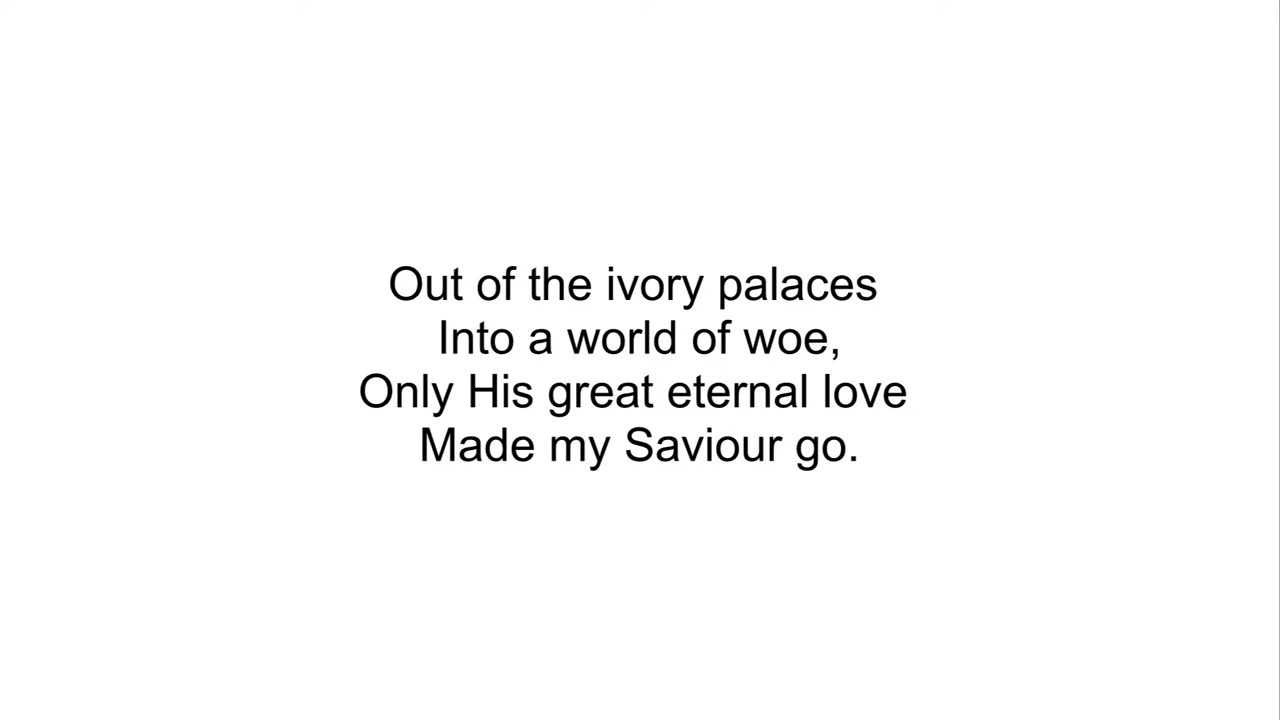 Out of the ivory palaces
Into a world of woe,
Only His great eternal love
Made my Saviour go.